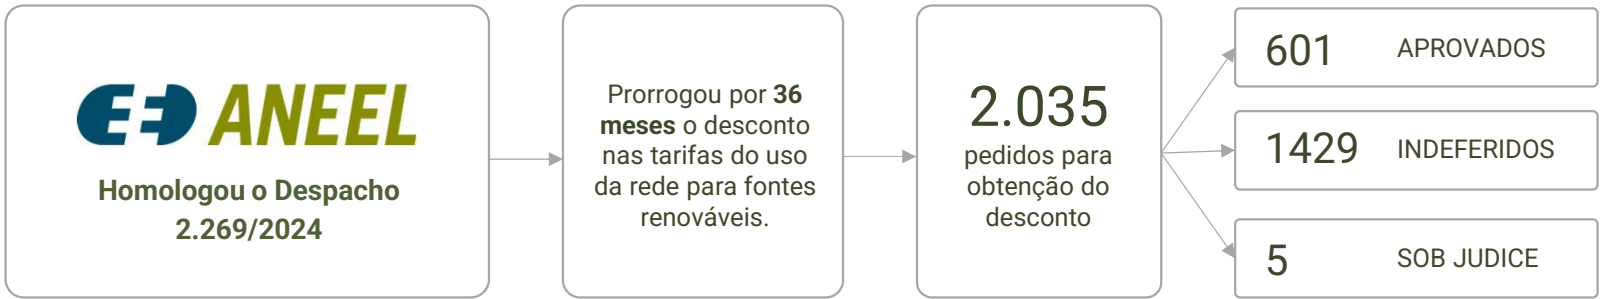 ANEEL
Homologou o Despacho
2.269/2024
Prorrogou por 36
meses o desconto
nas tarifas do uso
da rede para fontes
renováveis.
2.035
pedidos para
obtenção do
desconto
601 APROVADOS
1429 INDEFERIDOS
5 SOB JUDICE